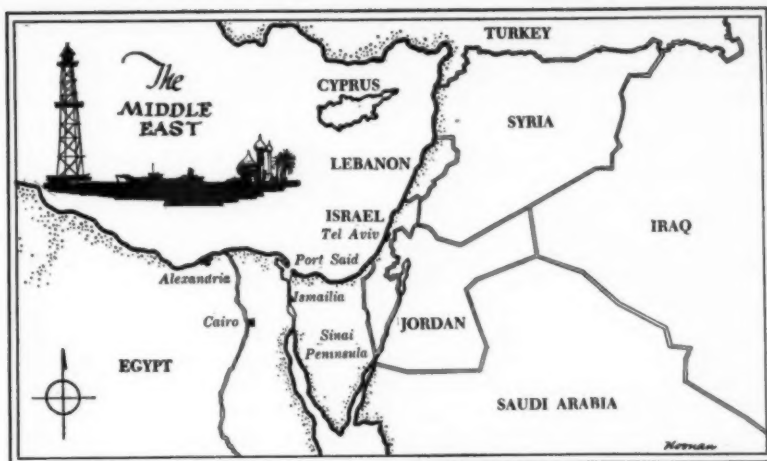 The
MIDDLE
EAST
TURKEY
CYPRUS
SYRIA
LEBANON
ISRAEL
Tel Aviv
IRAQ
Port Said
Alexandria
Ismailia
Cairo
JORDAN
Sinai
Peninsula
EGYPT
SAUDI ARABIA
Noonan